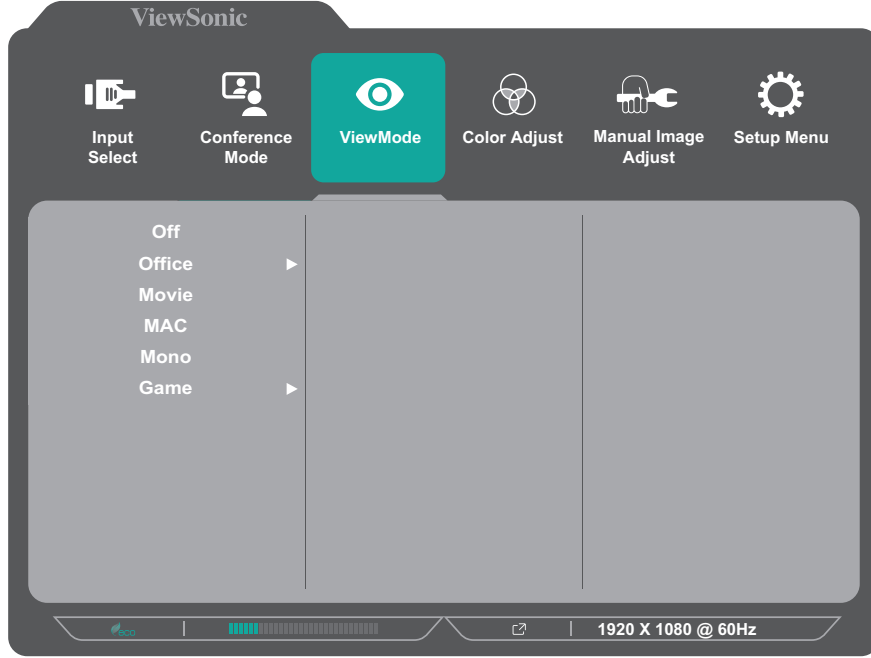 ViewSonic
Input
Select
Conference
Mode
ViewMode
Color Adjust
Manual Image
Adjust
Setup Menu
Off
Office
Movie
MAC
Mono
Game
eco
1920 X 1080 @ 60Hz